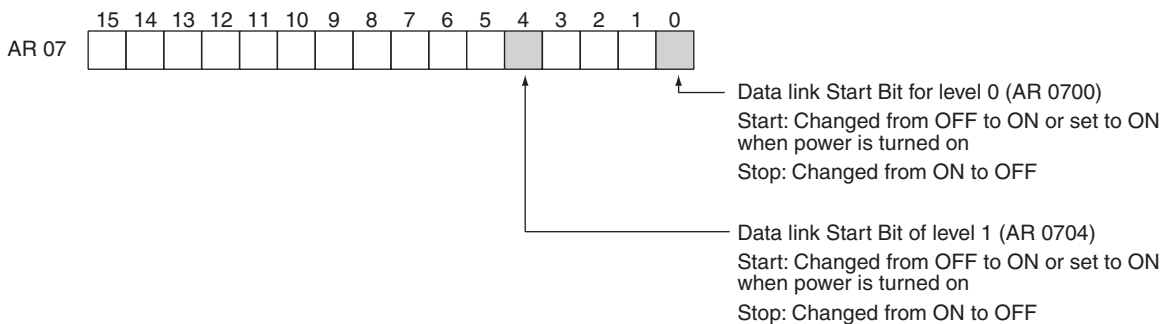 15 14 13 12 11 10 9 8 7 6 5 4 3 2 1 0
AR 07
Data link Start Bit for level 0 (AR 0700)
Start: Changed from OFF to ON or set to ON
when power is turned on
Stop: Changed from ON to OFF
Data link Start Bit of level 1 (AR 0704)
Start: Changed from OFF to ON or set to ON
when power is turned on
Stop: Changed from ON to OFF